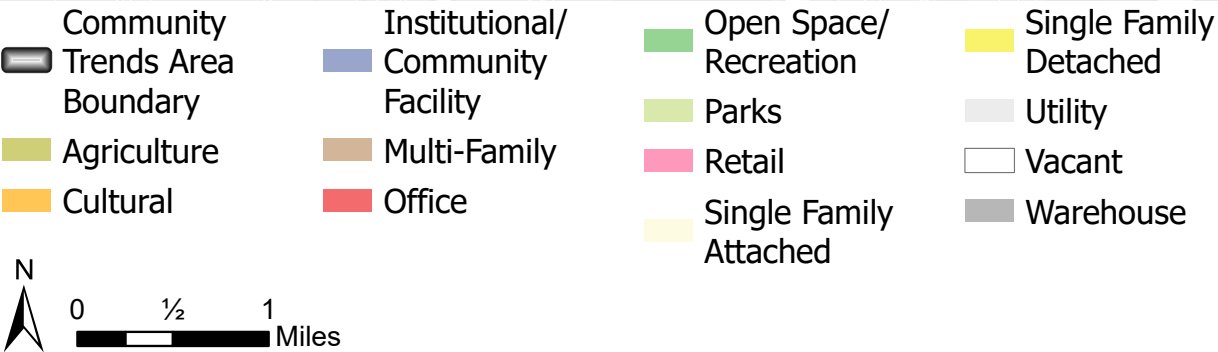 Community
Trends Area
Boundary
Agriculture
Cultural
Institutional/
Community
Facility
Multi-Family
Office
Open Space/
Recreation
Parks
Retail
Single Family
Attached
Single Family
Detached
Utility
Vacant
Warehouse
N
0 ½ 1
Miles